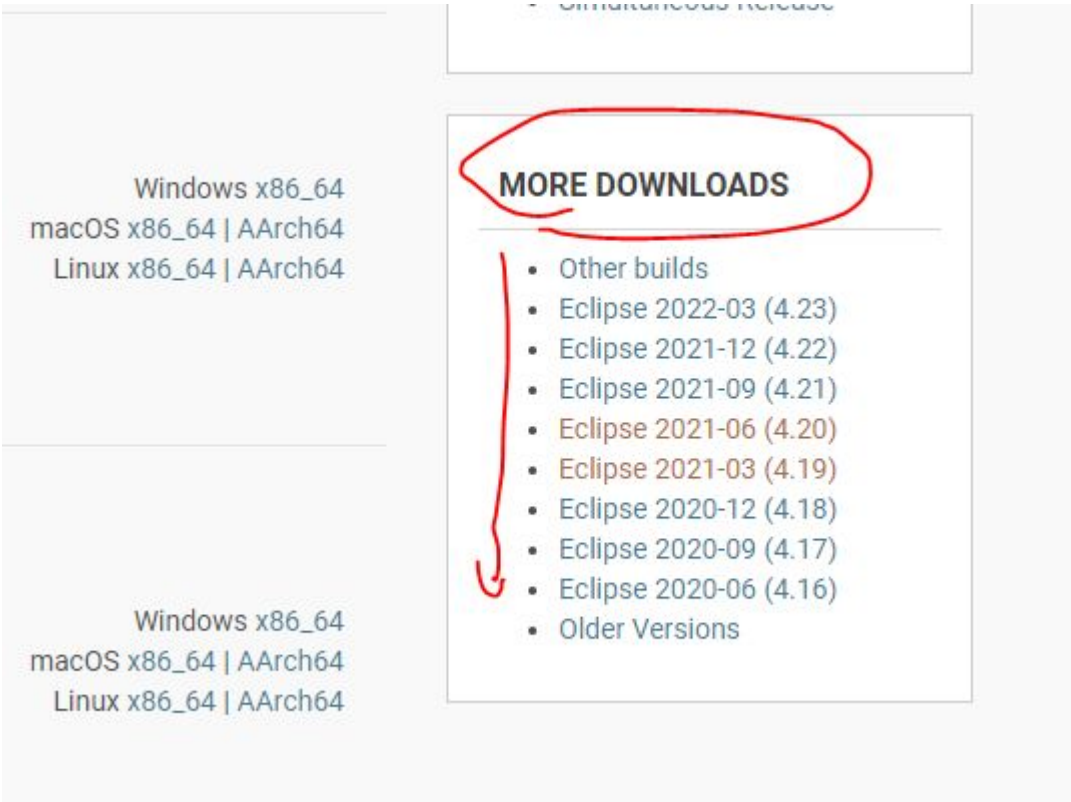 Simultaneous Release
Windows x86_64
macOS x86_64 | AArch64
Linux x86_64 | AArch64
Windows x86_64
macOS x86_64 | AArch64
Linux x86_64 | AArch64
MORE DOWNLOADS
Other builds
Eclipse 2022-03 (4.23)
Eclipse 2021-12 (4.22)
Eclipse 2021-09 (4.21)
Eclipse 2021-06 (4.20)
Eclipse 2021-03 (4.19)
Eclipse 2020-12 (4.18)
Eclipse 2020-09 (4.17)
Eclipse 2020-06 (4.16)
Older Versions